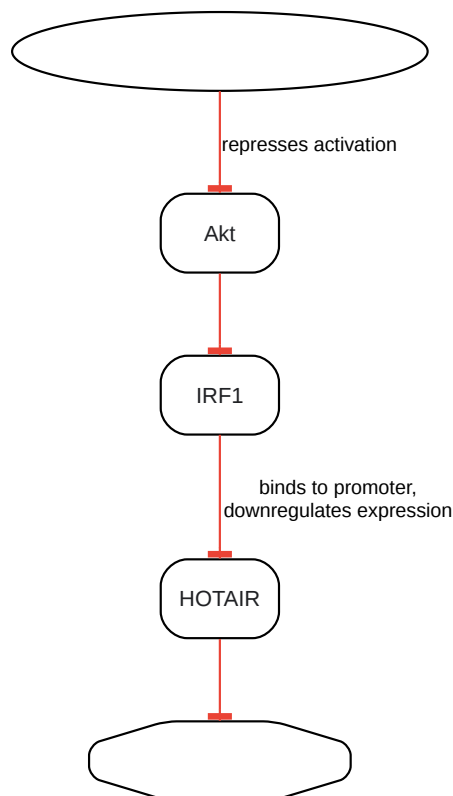 represses activation
Akt
IRF1
binds to promoter,
downregulates expression
HOTAIR